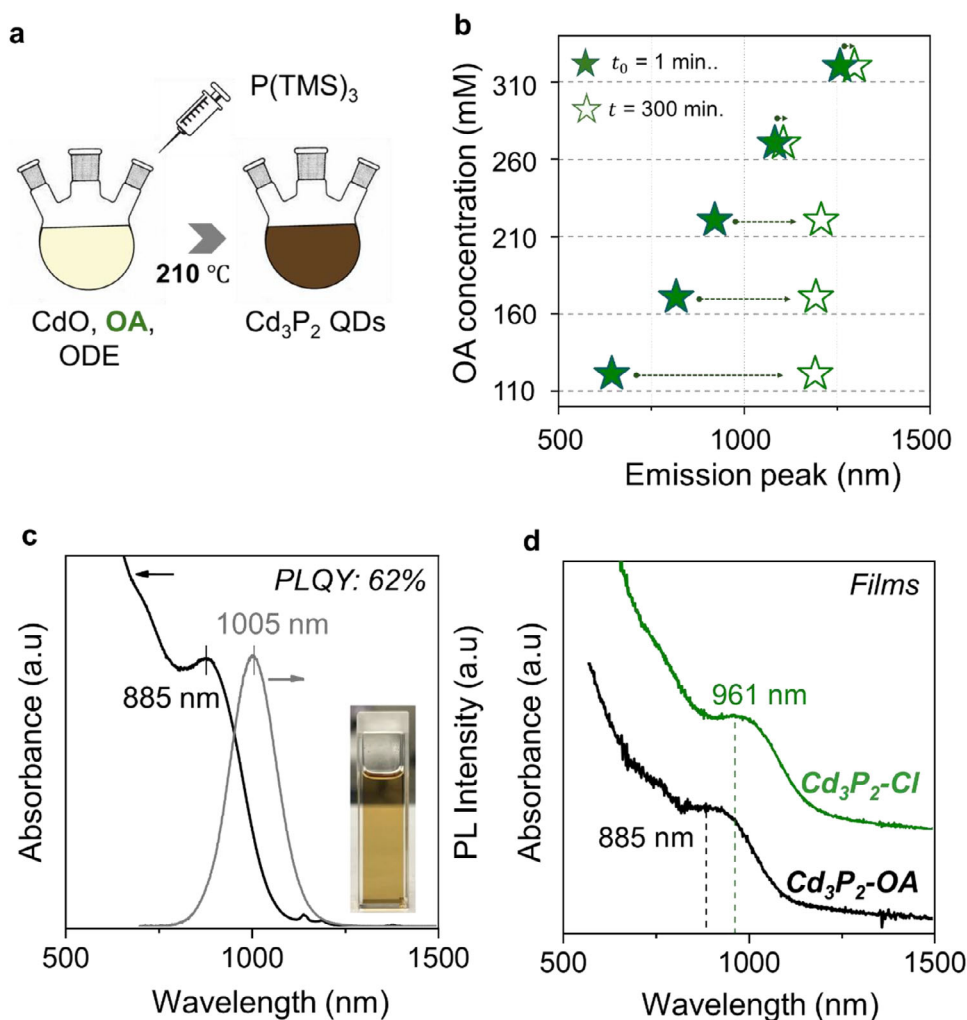 a
P(TMS)₃
210 ℃
CdO, OA,
ODE
Cd₃P₂ QDs
b
OA concentration (mM)
310
260
210
160
110
t₀ = 1 min..
t = 300 min.
500
1000
1500
Emission peak (nm)
c
Absorbance (a.u)
PLQY: 62%
1005 nm
885 nm
PL Intensity (a.u)
500
1000
1500
Wavelength (nm)
d
Absorbance (a.u)
Films
961 nm
Cd₃P₂-Cl
885 nm
Cd₃P₂-OA
500
1000
1500
Wavelength (nm)